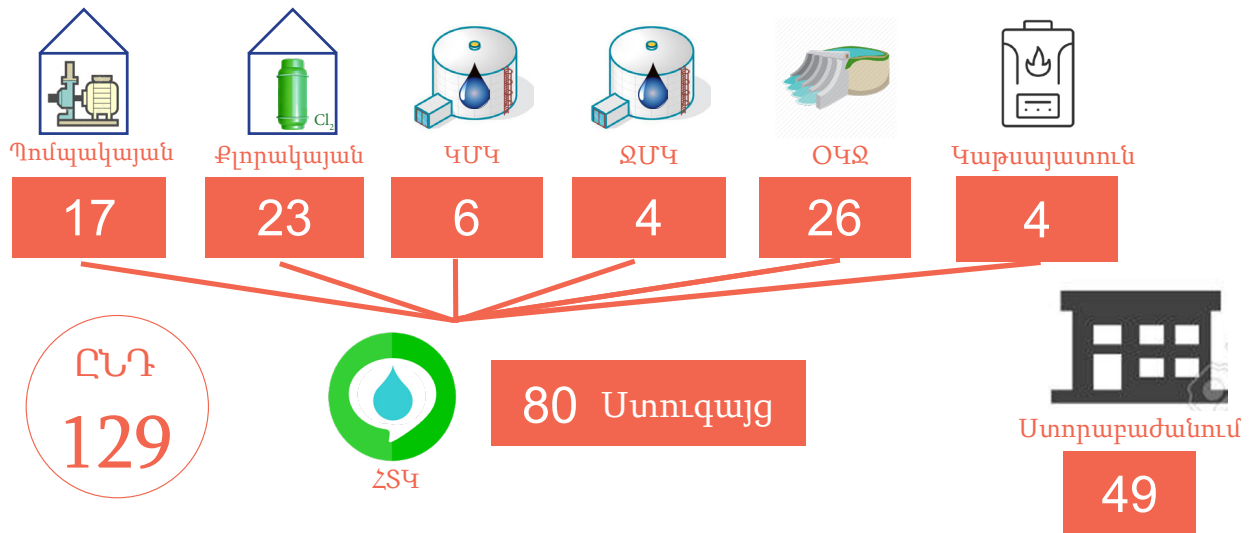 Cl2
Պոմպակայան
Քլորակայան
ԿՄԿ
ՋՄԿ
ՕԿՋ
Կաթսայատուն
17
23
6
4
26
4
ԸՆԴ
129
ՀՏԿ
80 Ստուգայց
Ստորաբաժանում
49